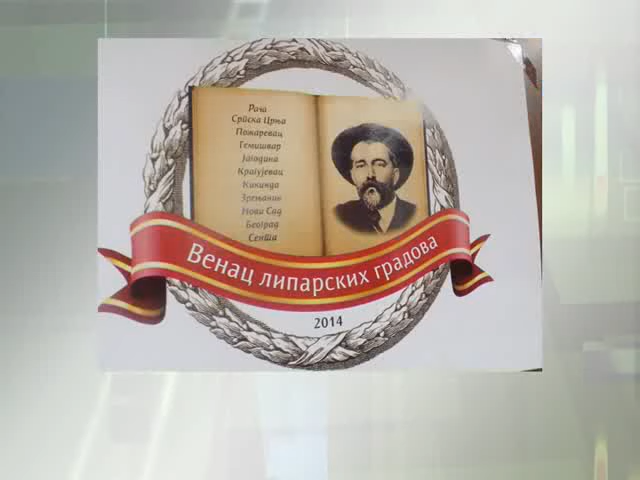 Рача
Српска Црња
Пожаревац
Темишвар
Јагодина
Крагујевац
Кикинда
Зрењанин
Нови Сад
Београд
Сента
Венац липарских градова
2014